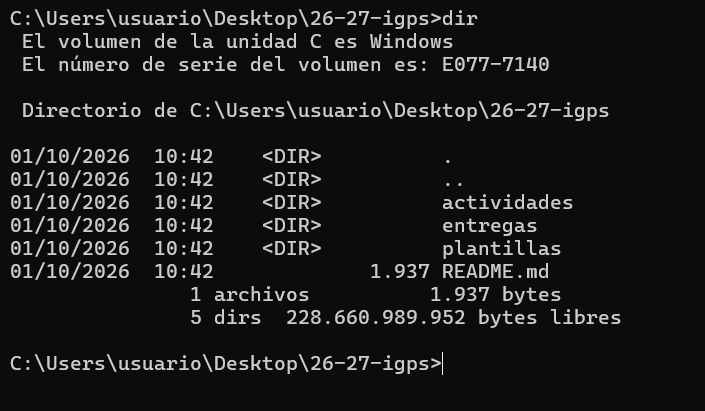 C:\Users\usuario\Desktop\26-27-igps>dir
 El volumen de la unidad C es Windows
 El número de serie del volumen es: E077-7140

 Directorio de C:\Users\usuario\Desktop\26-27-igps

01/10/2026  10:42    <DIR>          .
01/10/2026  10:42    <DIR>          ..
01/10/2026  10:42    <DIR>          actividades
01/10/2026  10:42    <DIR>          entregas
01/10/2026  10:42    <DIR>          plantillas
01/10/2026  10:42             1.937 README.md
               1 archivos          1.937 bytes
               5 dirs  228.660.989.952 bytes libres

C:\Users\usuario\Desktop\26-27-igps>